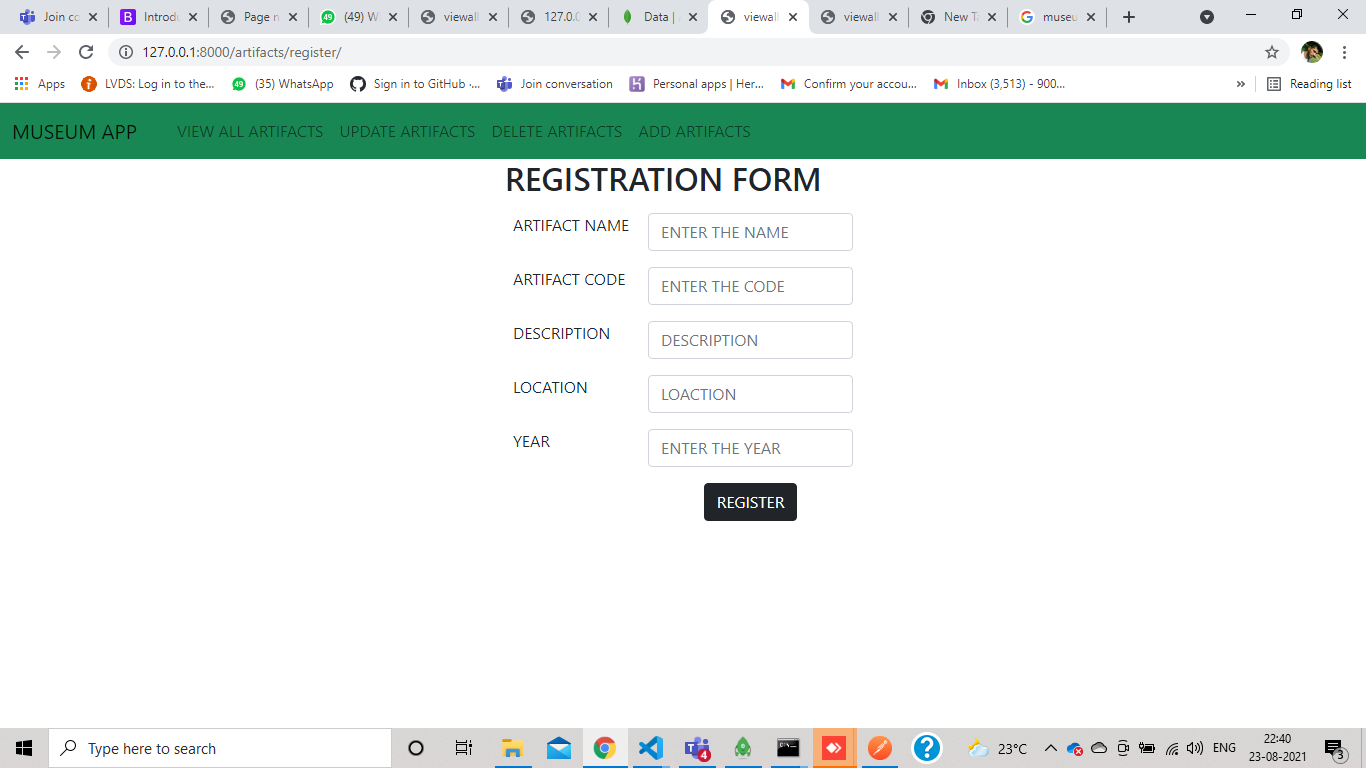 Join co
Introdu
Page n
(49) W
viewall
127.0.0
Data |
viewall
viewall
New Ta
museu
127.0.0.1:8000/artifacts/register/
Apps LVDS: Log in to the... (35) WhatsApp Sign in to GitHub ·... Join conversation Personal apps | Her... Confirm your accou... Inbox (3,513) - 900... » Reading list
MUSEUM APP VIEW ALL ARTIFACTS UPDATE ARTIFACTS DELETE ARTIFACTS ADD ARTIFACTS
REGISTRATION FORM
ARTIFACT NAME ENTER THE NAME
ARTIFACT CODE ENTER THE CODE
DESCRIPTION DESCRIPTION
LOCATION LOACTION
YEAR ENTER THE YEAR
REGISTER
Type here to search
4
23°C
ENG
22:40
23-08-2021
3